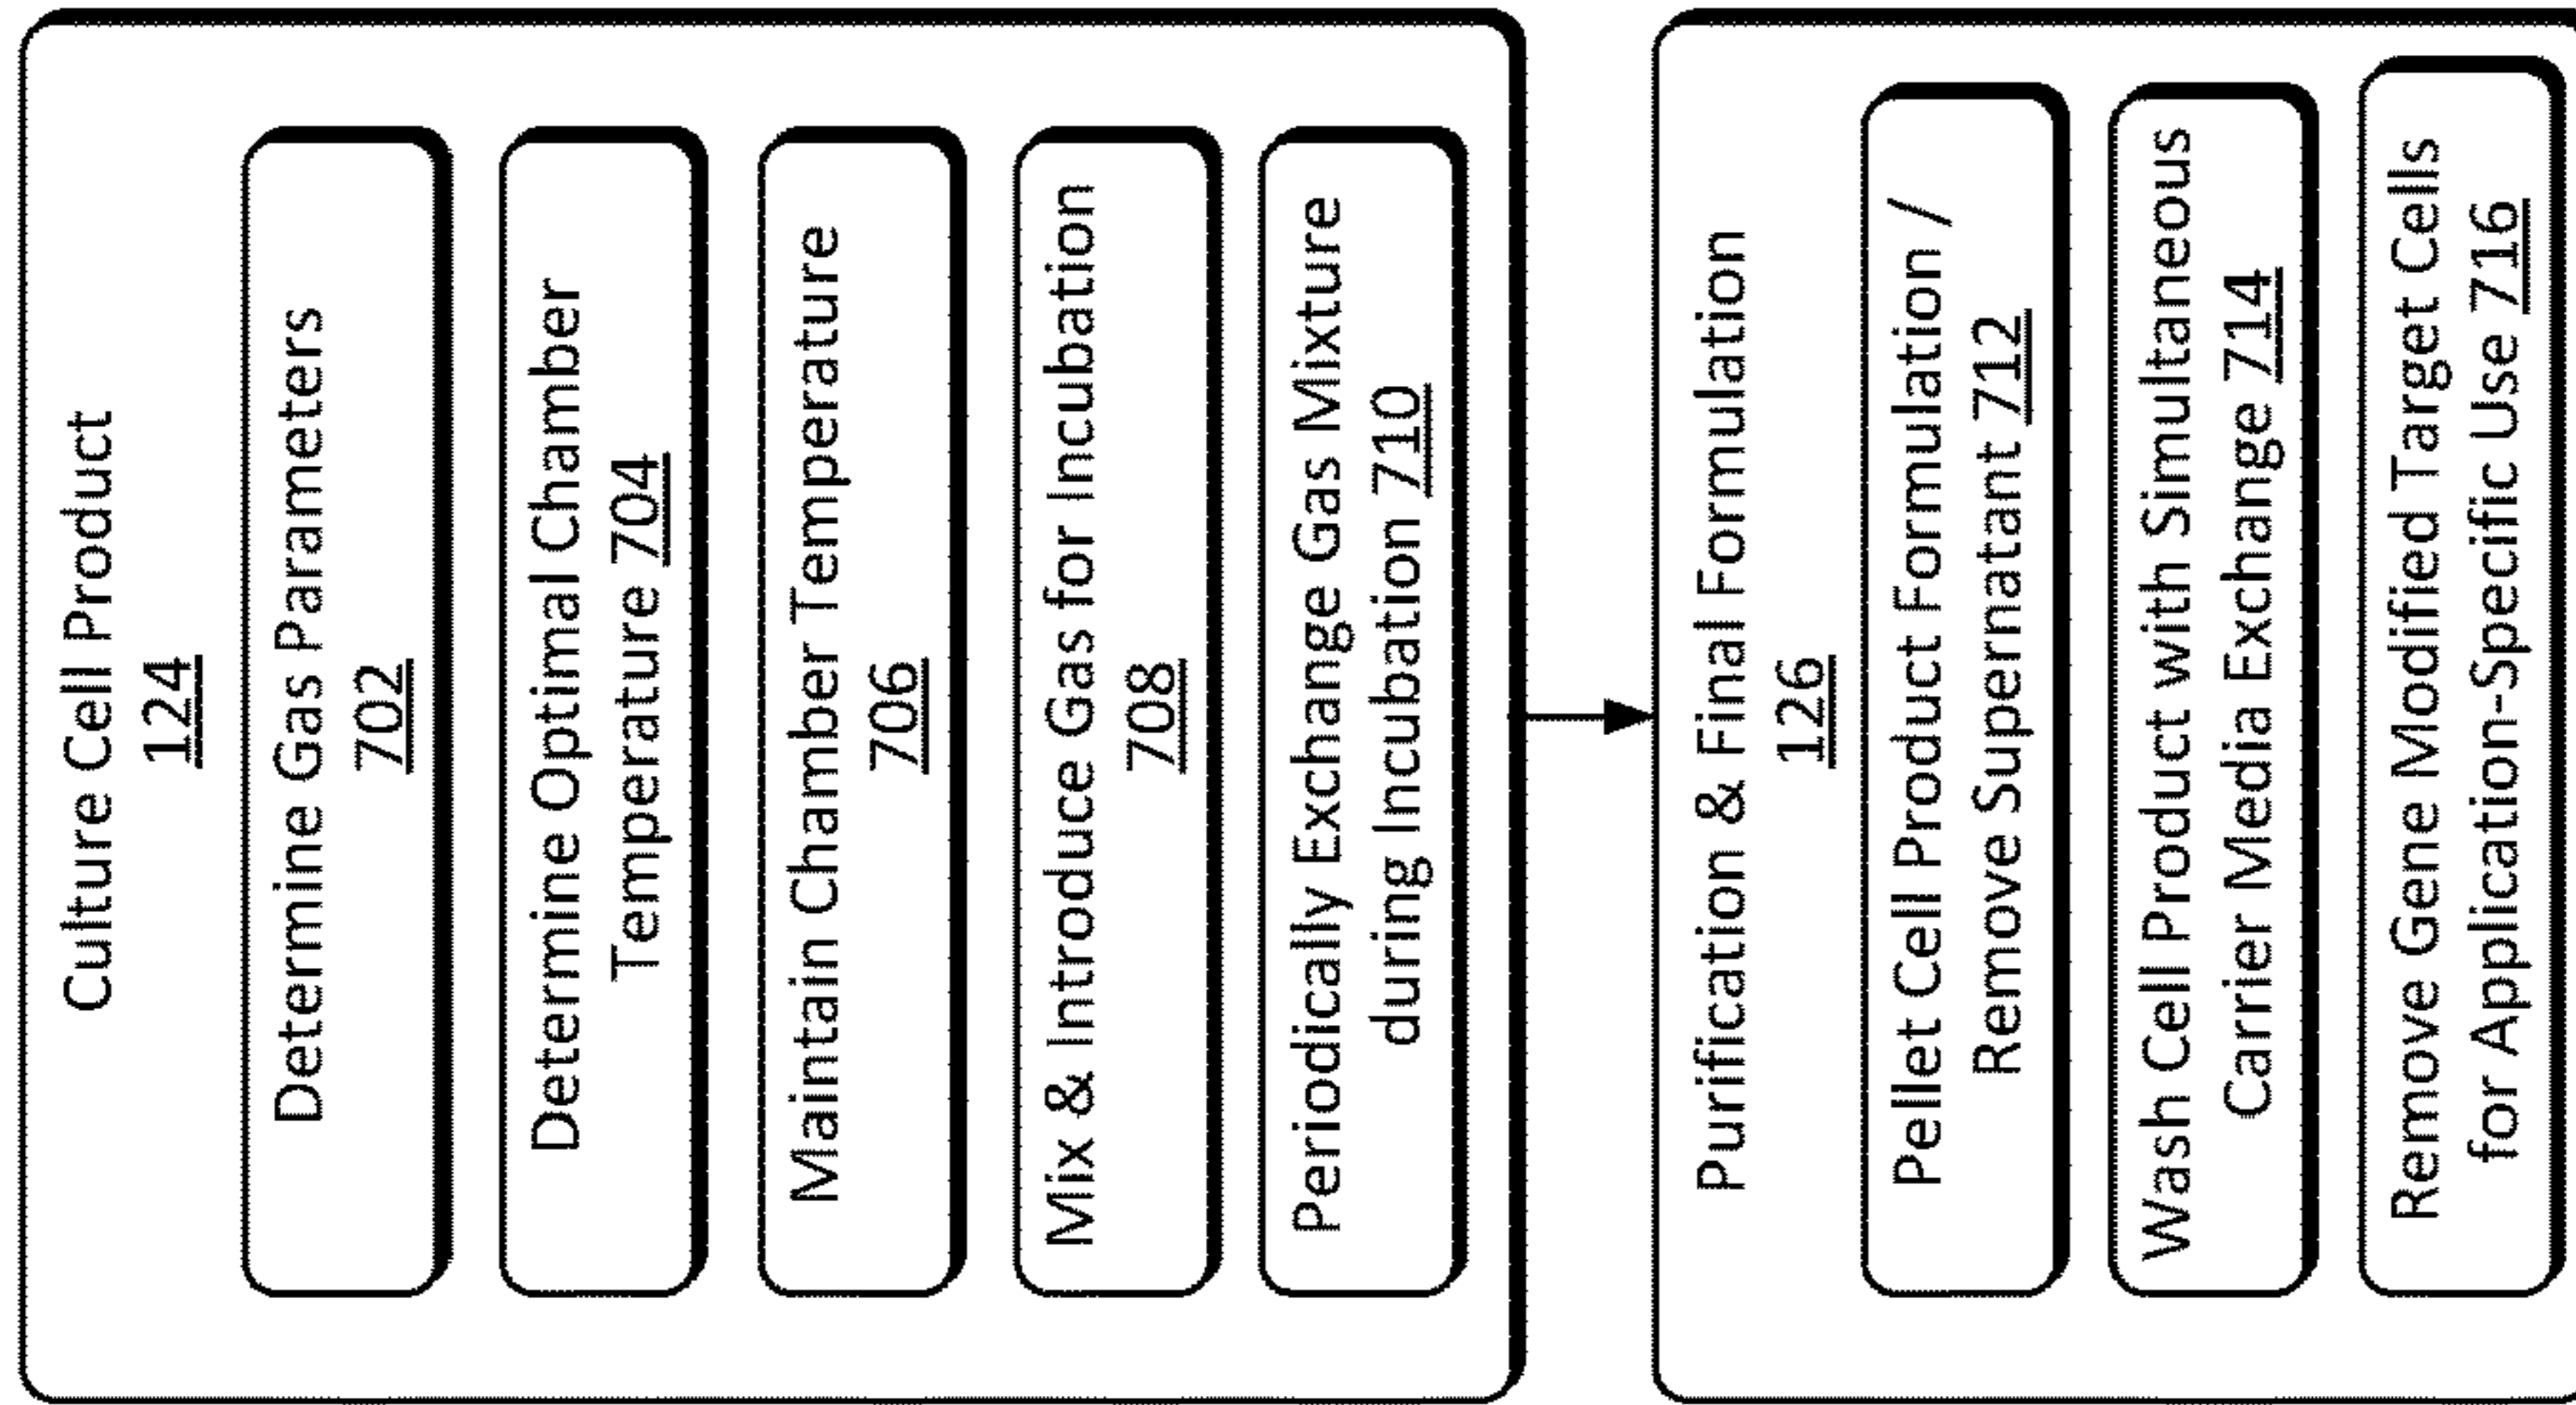 Culture Cell Product
124
Determine Gas Parameters
702
Determine Optimal Chamber
Temperature 704
Maintain Chamber Temperature
706
Mix & Introduce Gas for Incubation
708
Periodically Exchange Gas Mixture
during Incubation 710
Purification & Final Formulation
126
Pellet Cell Product Formulation /
Remove Supernatant 712
Wash Cell Product with Simultaneous
Carrier Media Exchange 714
Remove Gene Modified Target Cells
for Application-Specific Use 716